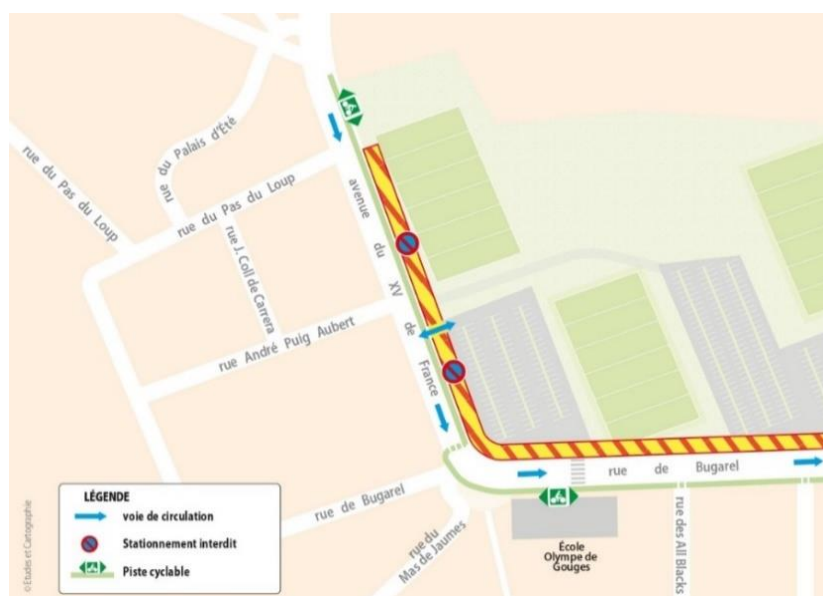 rue du Palais d'Été
rue du Pas du Loup
rue du Pas du Loup
rue J. Coll de Carrera
avenue du XV de France
rue André Puig Aubert
rue de Bugarel
rue de Bugarel
rue du
Mas de Jaumes
École
Olympe de
Gouges
rue des All Blacks
LÉGENDE
voie de circulation
Stationnement interdit
Piste cyclable
© Etudes et Cartographie